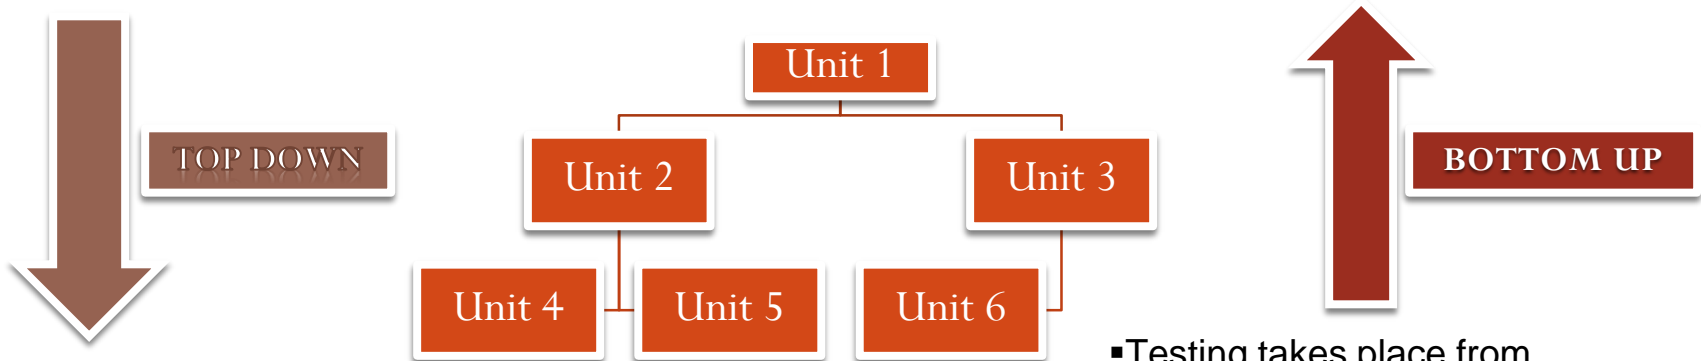 Unit 1
TOP DOWN
Unit 2
Unit 3
BOTTOM UP
Unit 4
Unit 5
Unit 6
▪Testing takes place from